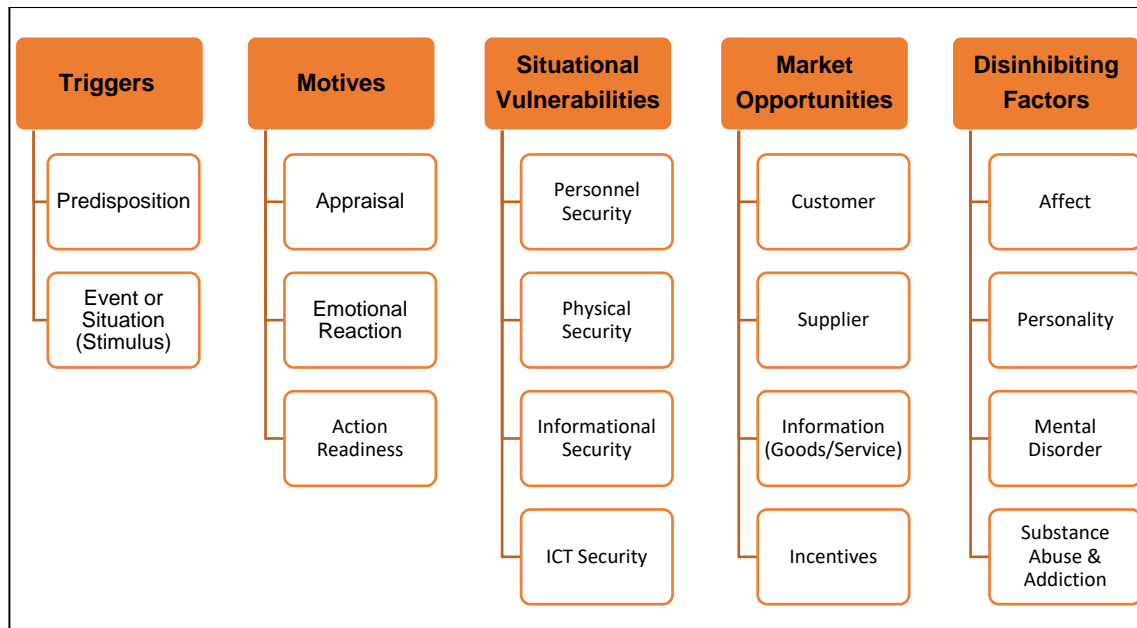 Triggers
Predisposition
Event or
Situation
(Stimulus)
Motives
Appraisal
Emotional
Reaction
Action
Readiness
Situational
Vulnerabilities
Personnel
Security
Physical
Security
Informational
Security
ICT Security
Market
Opportunities
Customer
Supplier
Information
(Goods/Service)
Incentives
Disinhibiting
Factors
Affect
Personality
Mental
Disorder
Substance
Abuse &
Addiction